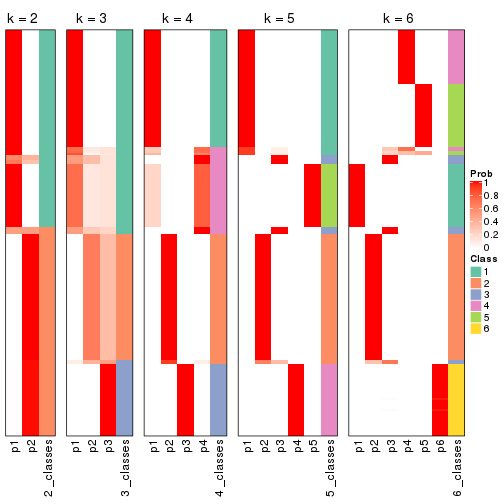 k = 2
k = 3
k = 4
k = 5
k = 6
p1
p2
2_classes
p1
p2
p3
3_classes
p1
p2
p3
p4
4_classes
p1
p2
p3
p4
p5
5_classes
p1
p2
p3
p4
p5
p6
6_classes
Prob
1
0.8
0.6
0.4
0.2
0
Class
1
2
3
4
5
6